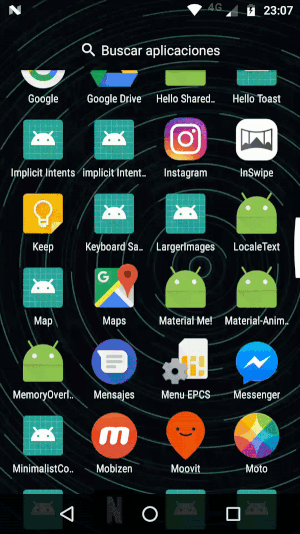 4G 23:07
Buscar aplicaciones
Google Google Drive Hello Shared.. Hello Toast
Implicit Intents implicit Intent.. Instagram InSwipe
Keep Keyboard Sa.. LargerImages LocaleText
Map Maps Material Me! Material-Anim..
MemoryOverl.. Mensajes Menu EPCS Messenger
MinimalistCo.. Mobizen Moovit Moto